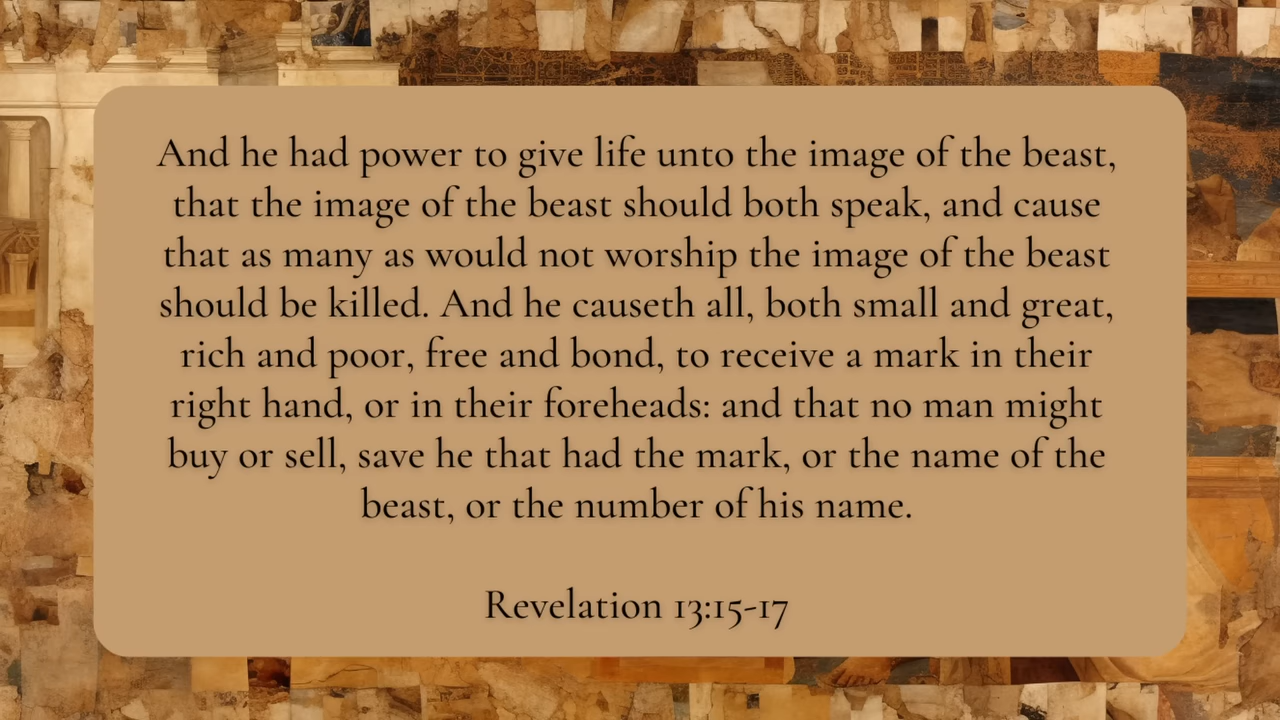 And he had power to give life unto the image of the beast,
that the image of the beast should both speak, and cause
that as many as would not worship the image of the beast
should be killed. And he causeth all, both small and great,
rich and poor, free and bond, to receive a mark in their
right hand, or in their foreheads: and that no man might
buy or sell, save he that had the mark, or the name of the
beast, or the number of his name.
Revelation 13:15-17